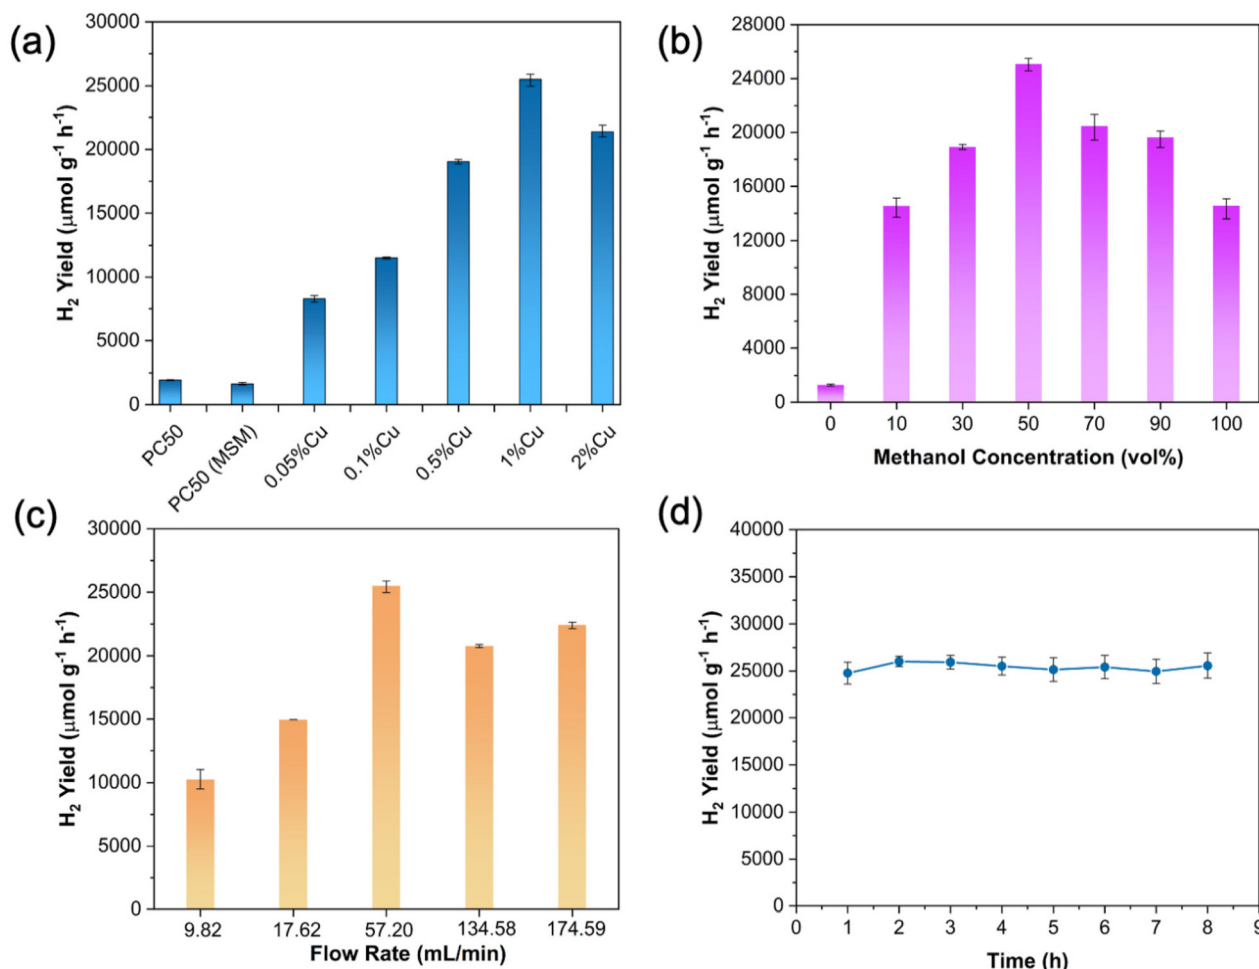 (a)
H₂ Yield (μmol g⁻¹ h⁻¹)
30000
25000
20000
15000
10000
5000
0
PC50
PC50 (MSM)
0.05%Cu
0.1%Cu
0.5%Cu
1%Cu
2%Cu
(b)
H₂ Yield (μmol g⁻¹ h⁻¹)
28000
24000
20000
16000
12000
8000
4000
0
0 10 30 50 70 90 100
Methanol Concentration (vol%)
(c)
H₂ Yield (μmol g⁻¹ h⁻¹)
30000
25000
20000
15000
10000
5000
0
9.82 17.62 57.20 134.58 174.59
Flow Rate (mL/min)
(d)
H₂ Yield (μmol g⁻¹ h⁻¹)
40000
35000
30000
25000
20000
15000
10000
5000
0
0 1 2 3 4 5 6 7 8 9
Time (h)